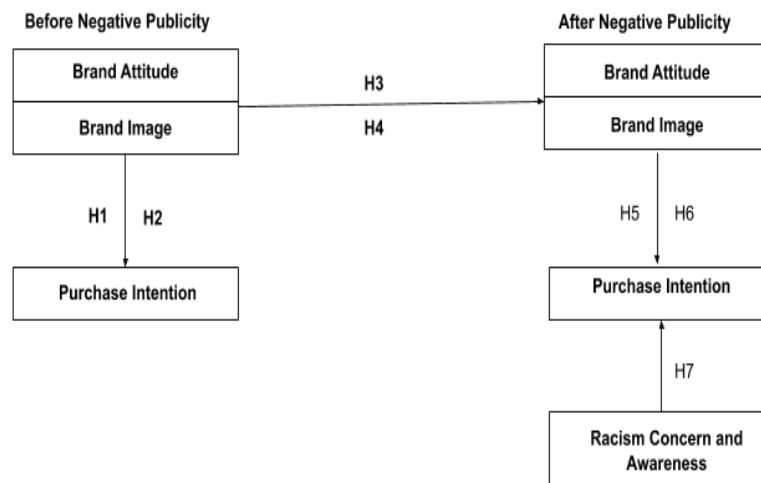 Before Negative Publicity
After Negative Publicity
Brand Attitude
Brand Image
H3
H4
Brand Attitude
Brand Image
H1 H2
H5 H6
Purchase Intention
Purchase Intention
H7
Racism Concern and
Awareness